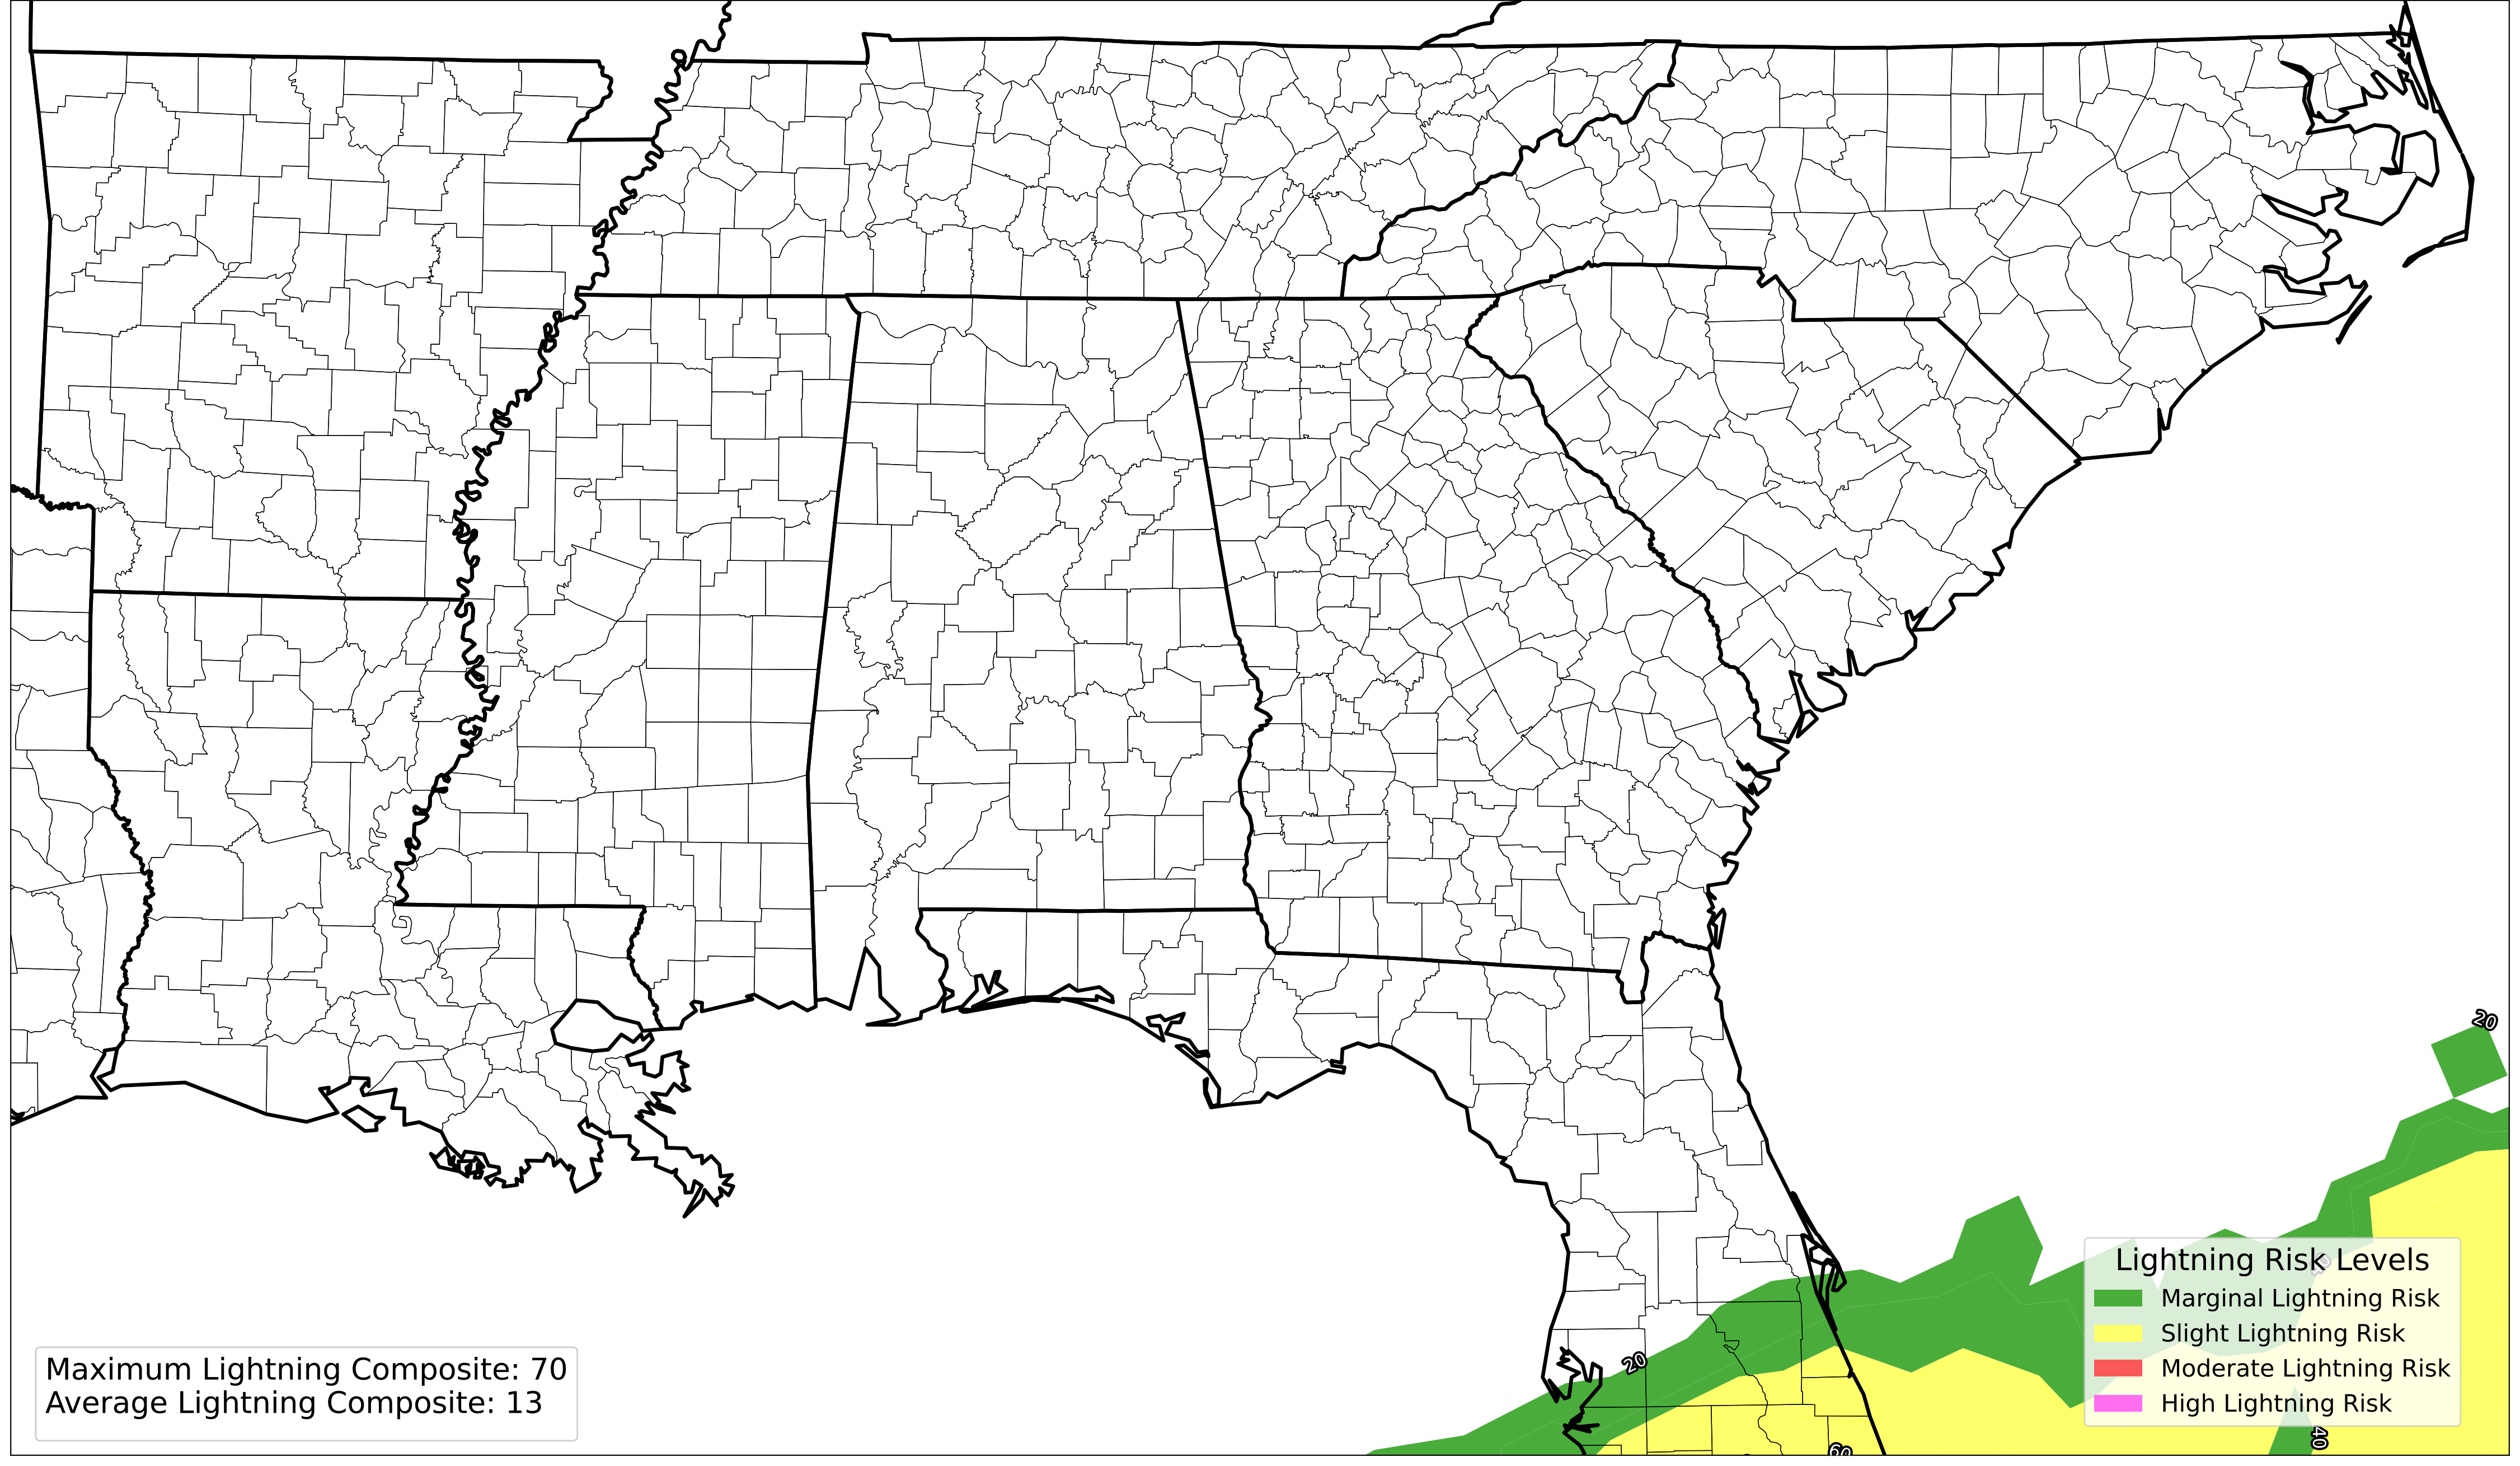 20
Lightning Risk Levels
Marginal Lightning Risk
Slight Lightning Risk
Moderate Lightning Risk
High Lightning Risk
20
Maximum Lightning Composite: 70
Average Lightning Composite: 13
60
40